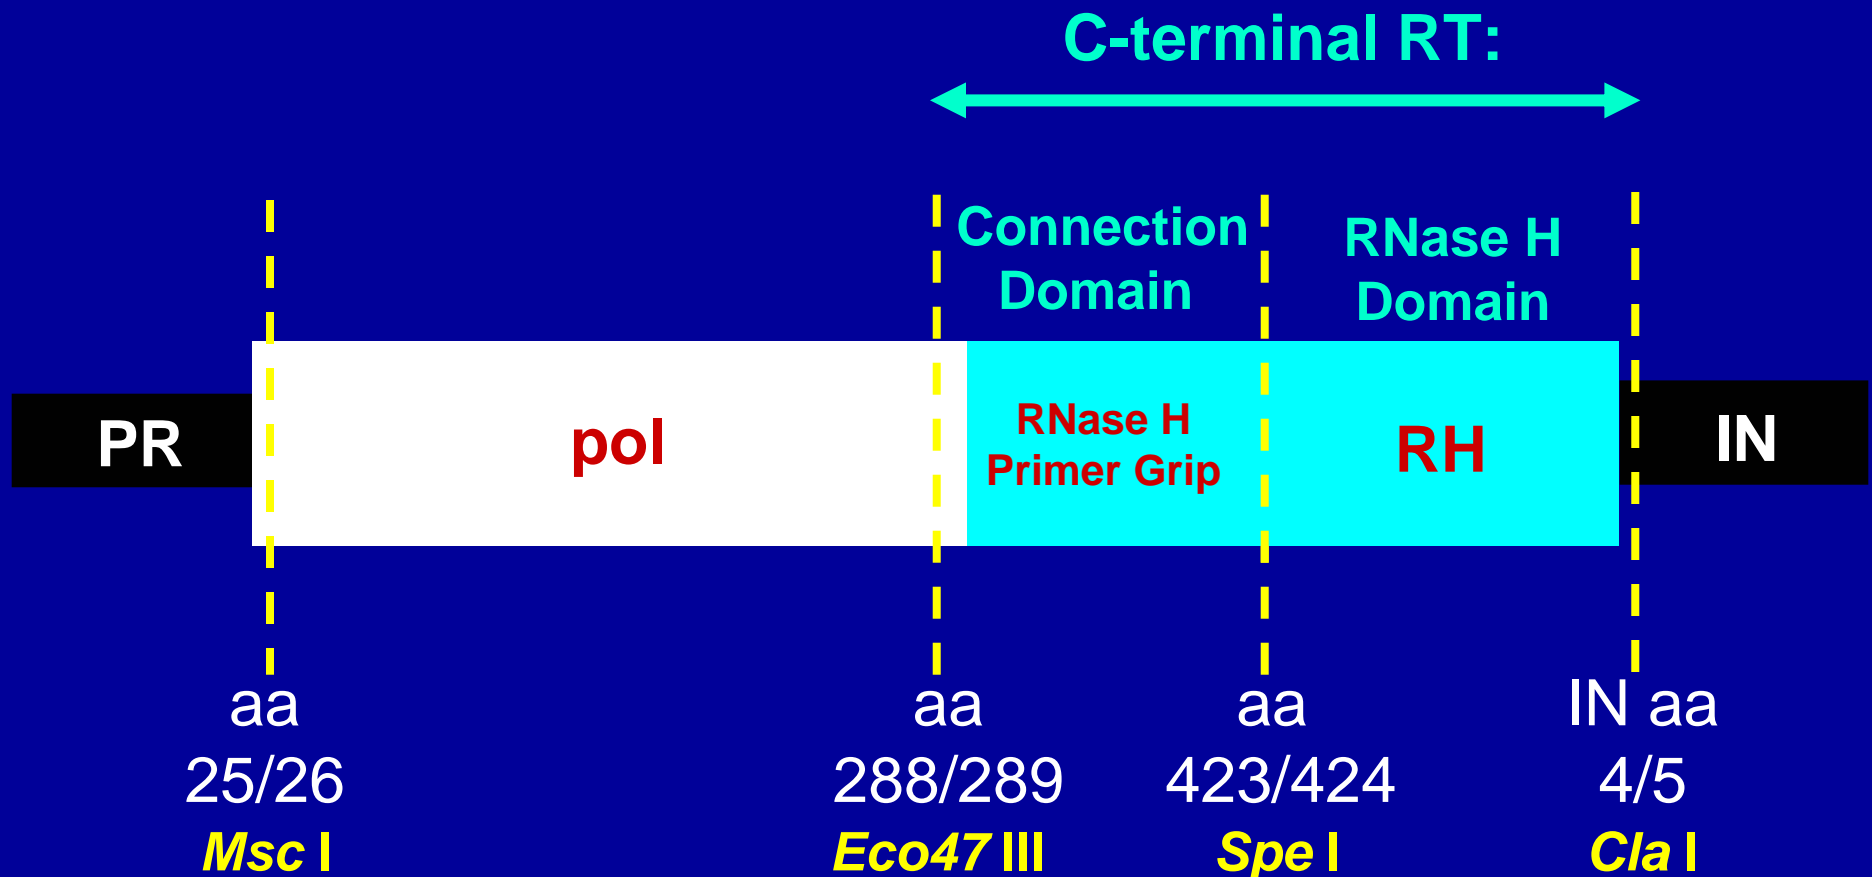 C-terminal RT:
Connection
Domain
RNase H
Domain
PR
pol
RNase H
Primer Grip
RH
IN
aa
25/26
Msc I
aa
288/289
Eco47 III
aa
423/424
Spe I
IN aa
4/5
Cla I